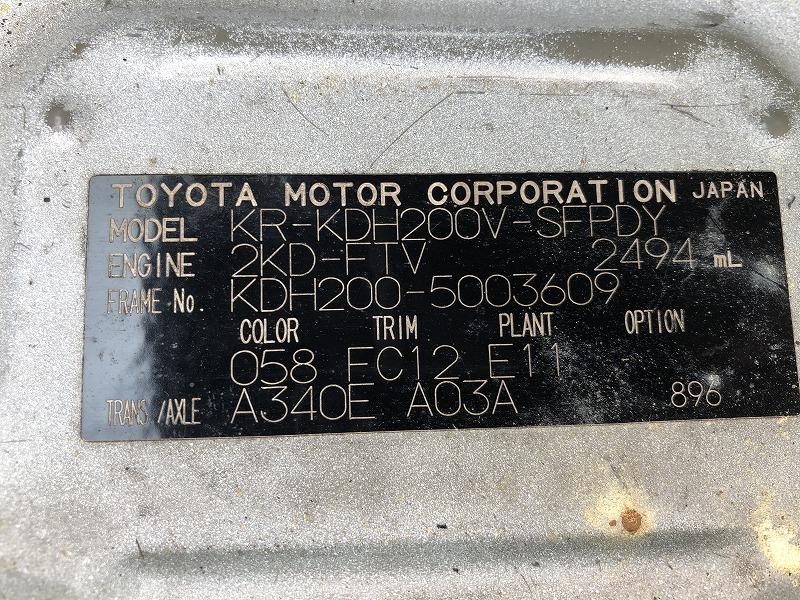 TOYOTA MOTOR CORPORATION JAPAN
MODEL KR-KDH200V-SFPDY
ENGINE 2KD-FTV 2494 mL
FRAME No. KDH200-5003609
COLOR TRIM PLANT OPTION
058 FC12 E11
TRANS/AXLE A340E A03A 896